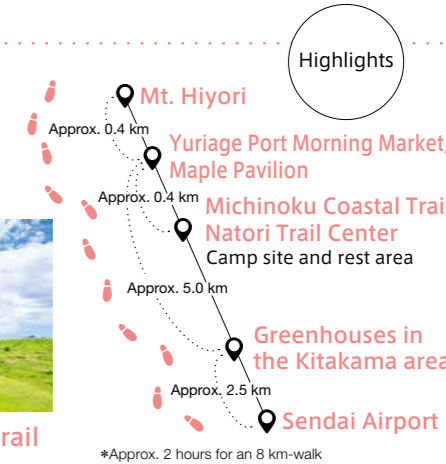 Highlights
Mt. Hiyori
Approx. 0.4 km
Yuriage Port Morning Market,
Maple Pavilion
Approx. 0.4 km
Michinoku Coastal Trai
Natori Trail Center
Camp site and rest area
Approx. 5.0 km
Greenhouses in
the Kitakama area
Approx. 2.5 km
Sendai Airport
rail
*Approx. 2 hours for an 8 km-walk